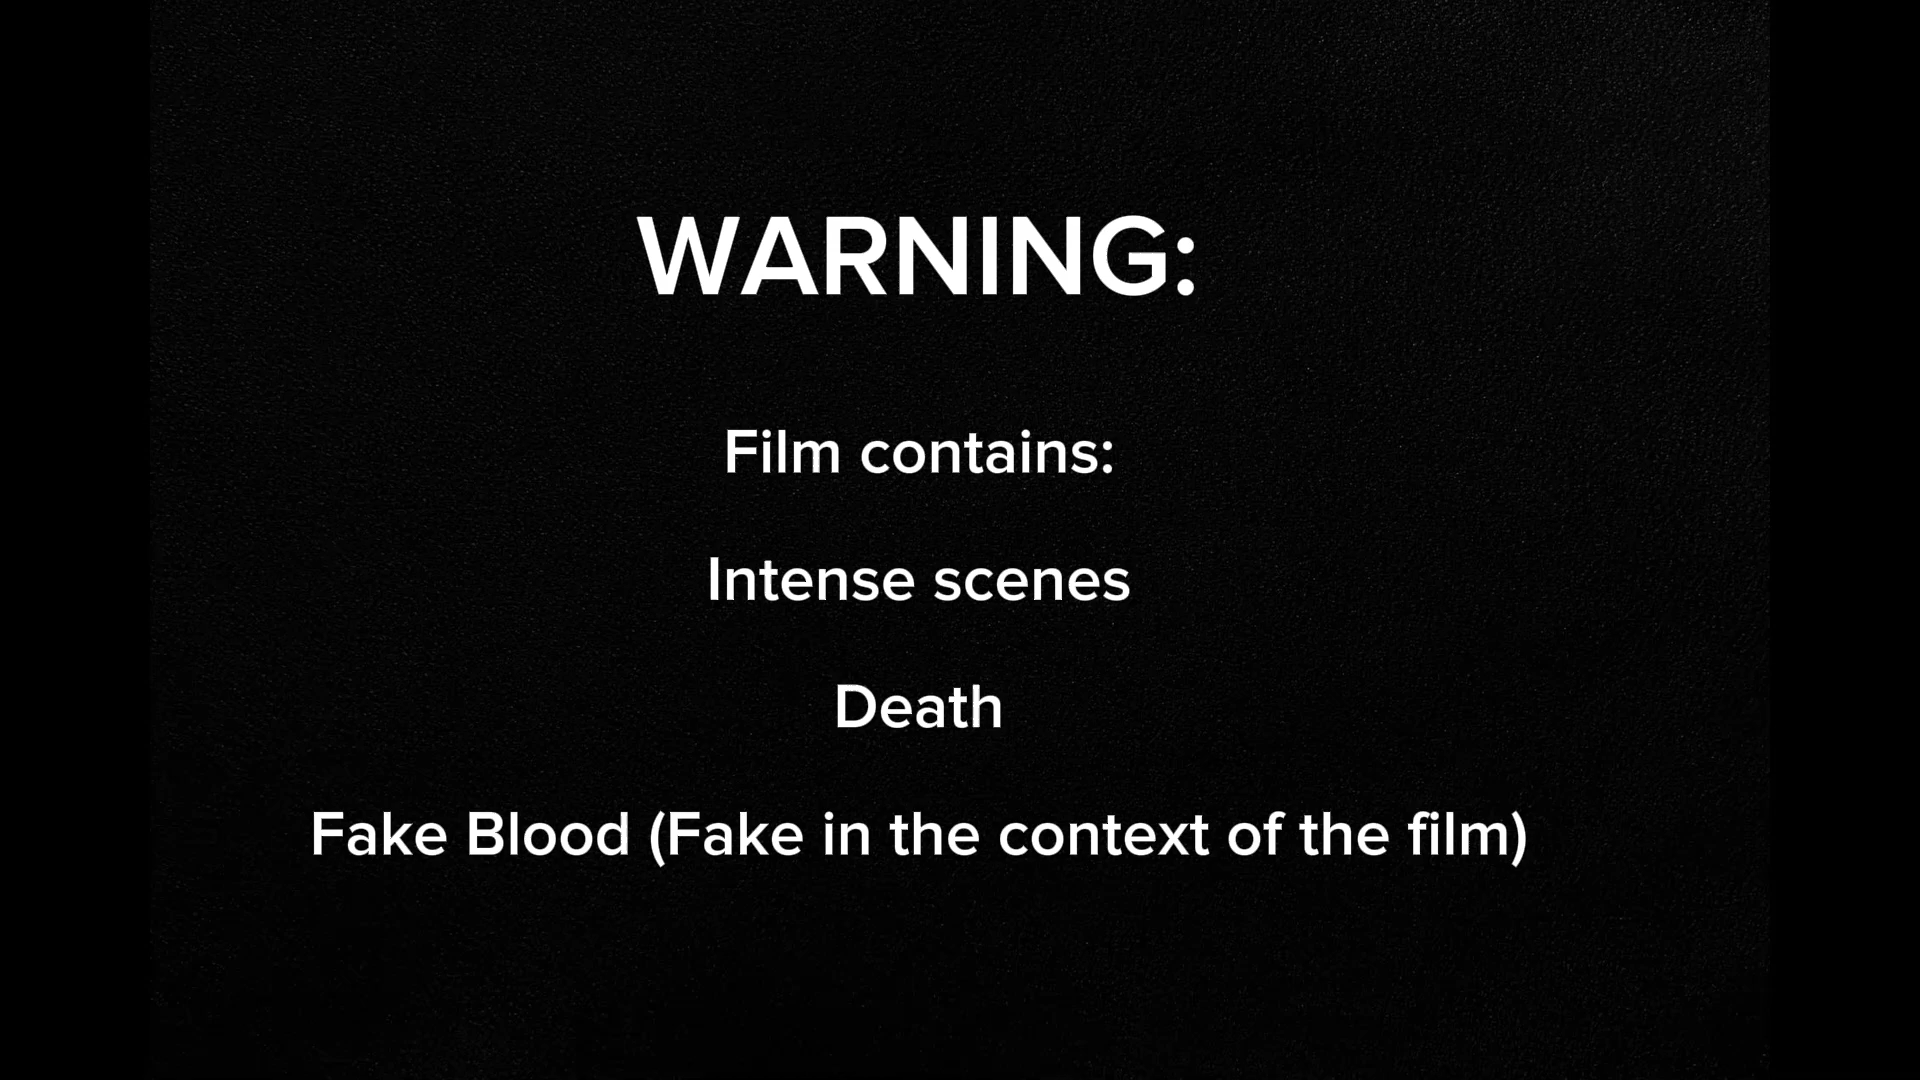 WARNING:
Film contains:
Intense scenes
Death
Fake Blood (Fake in the context of the film)